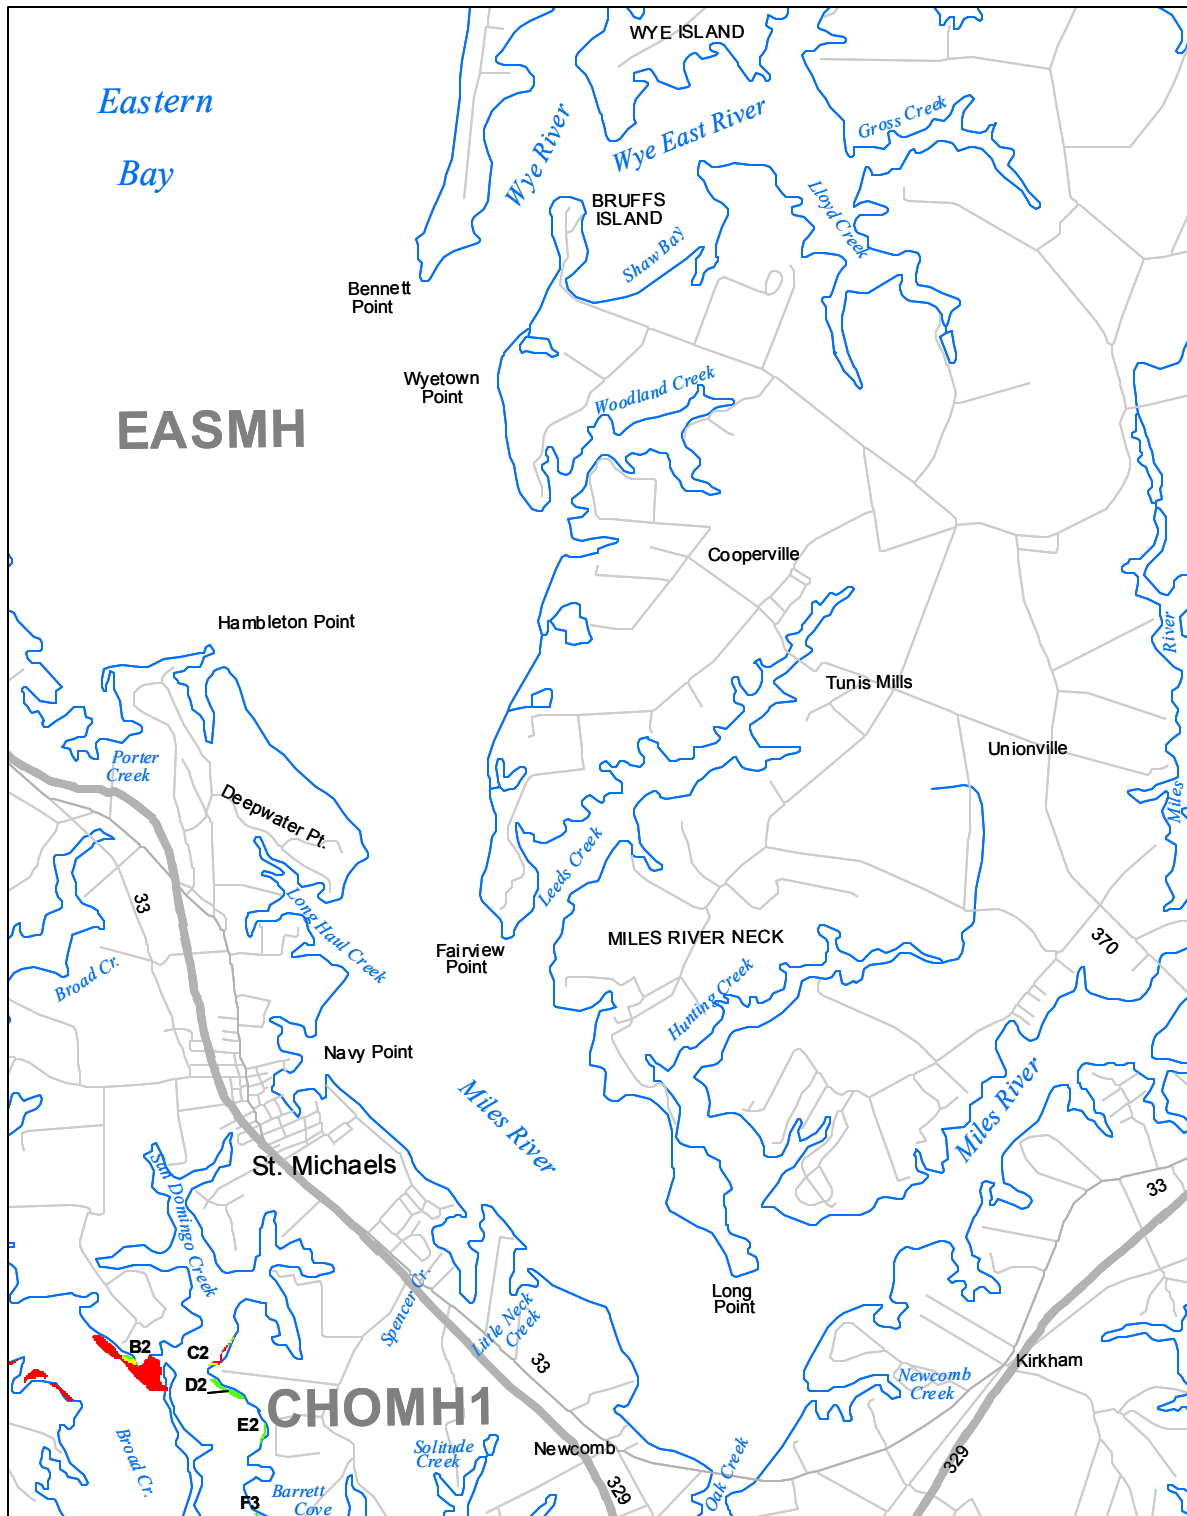 WYE ISLAND
Eastern
Bay
Wye River
Wye East River
Gross Creek
BRUFFS
ISLAND
Shaw Bay
Lloyd Creek
Bennett
Point
Wyetown
Point
Woodland Creek
EASMH
Cooperville
Hambleton Point
River
Tunis Mills
Unionville
Porter
Creek
Deepwater Pt.
Miles
33
Long Haul Creek
Leeds Creek
MILES RIVER NECK
370
Fairview
Point
Broad Cr.
Hunting Creek
Navy Point
Miles River
Miles River
St. Michaels
San Domingo Creek
33
Spencer Cr.
Long
Point
Little Neck
Creek
B2
C2
33
Kirkham
D2
Newcomb
Creek
CHOMH1
E2
Broad Cr.
Solitude
Creek
Newcomb
329
Oak Creek
329
Barrett
Cove
F3